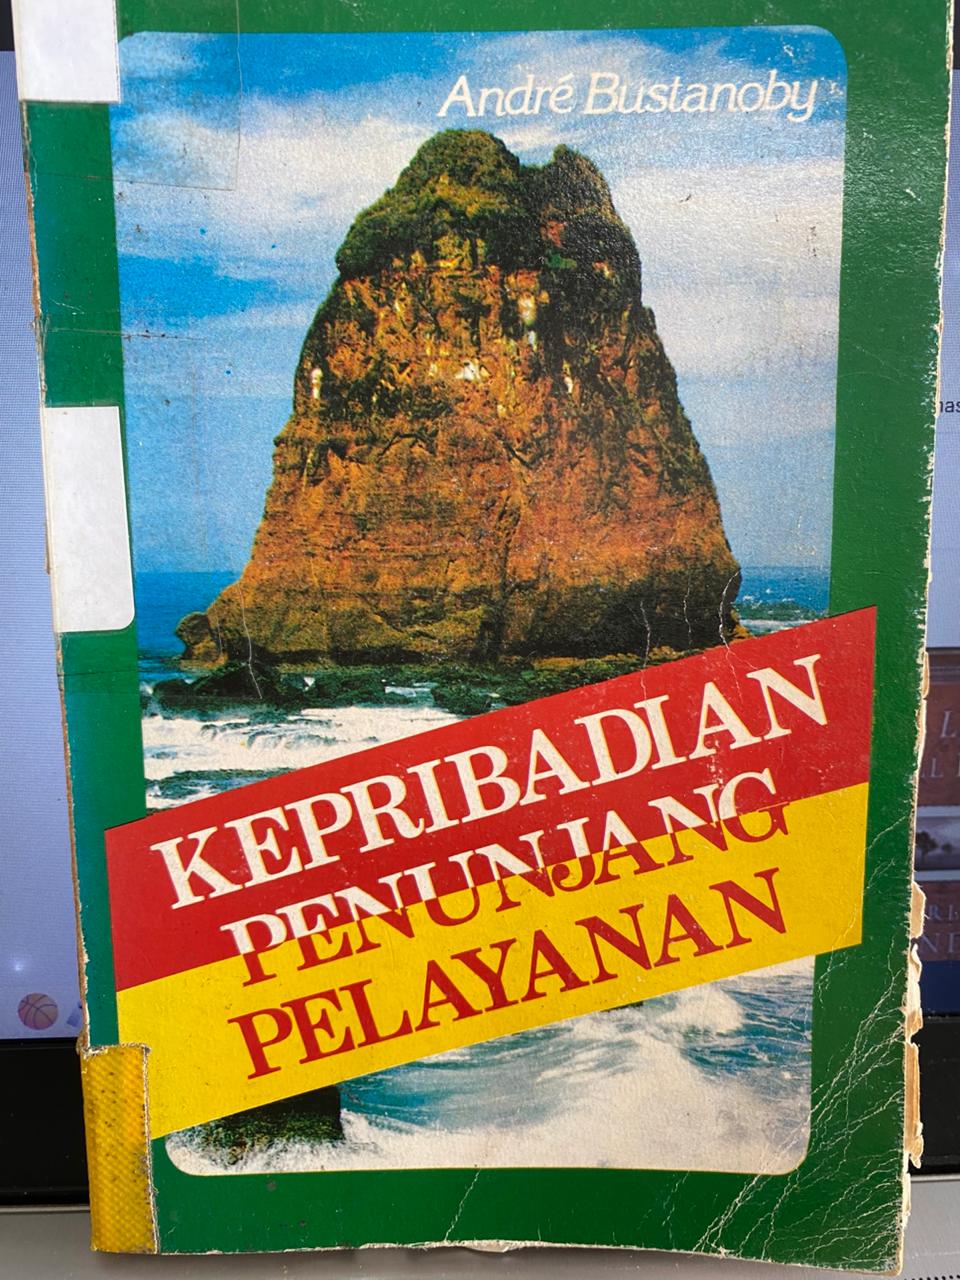 André Bustanoby
KEPRIBADIAN
PENUNJANG
PELAYANAN